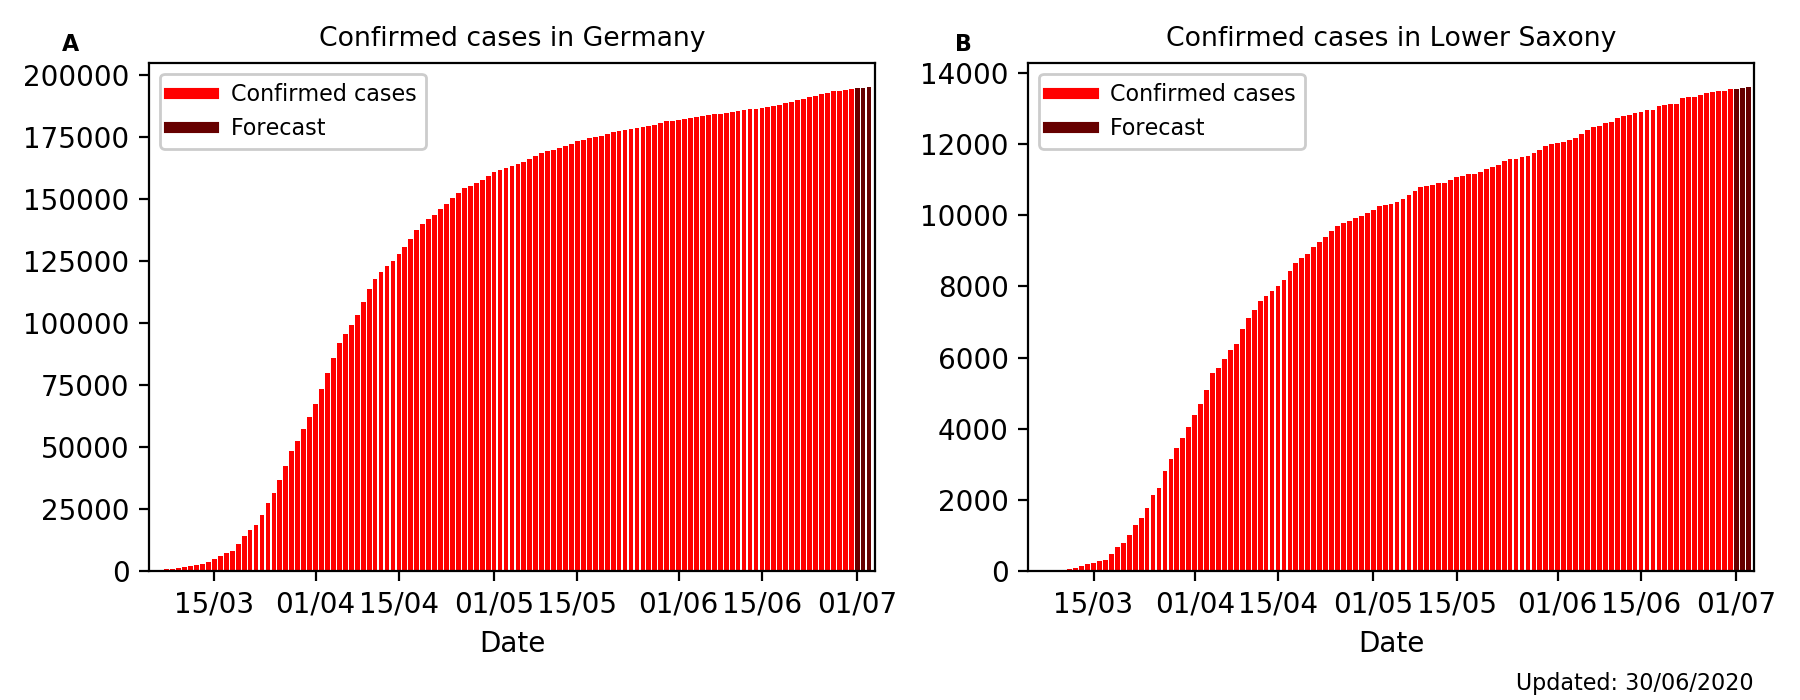 A
Confirmed cases in Germany
200000
175000
150000
125000
100000
75000
50000
25000
0
Confirmed cases
Forecast
15/03 01/04 15/04 01/05 15/05 01/06 15/06 01/07
Date
B
Confirmed cases in Lower Saxony
14000
12000
10000
8000
6000
4000
2000
0
Confirmed cases
Forecast
15/03 01/04 15/04 01/05 15/05 01/06 15/06 01/07
Date
Updated: 30/06/2020